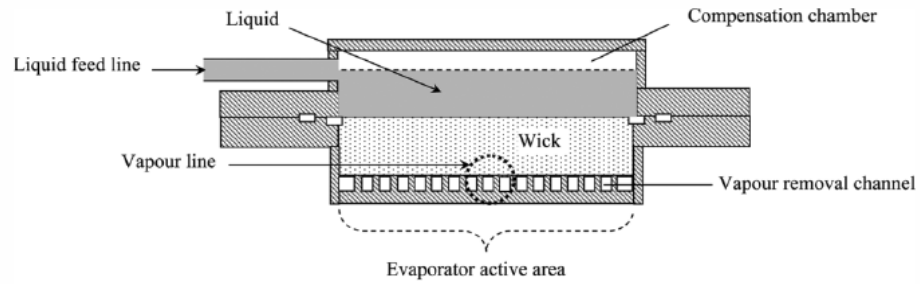 Liquid
Compensation chamber
Liquid feed line
Wick
Vapour line
Vapour removal channel
Evaporator active area